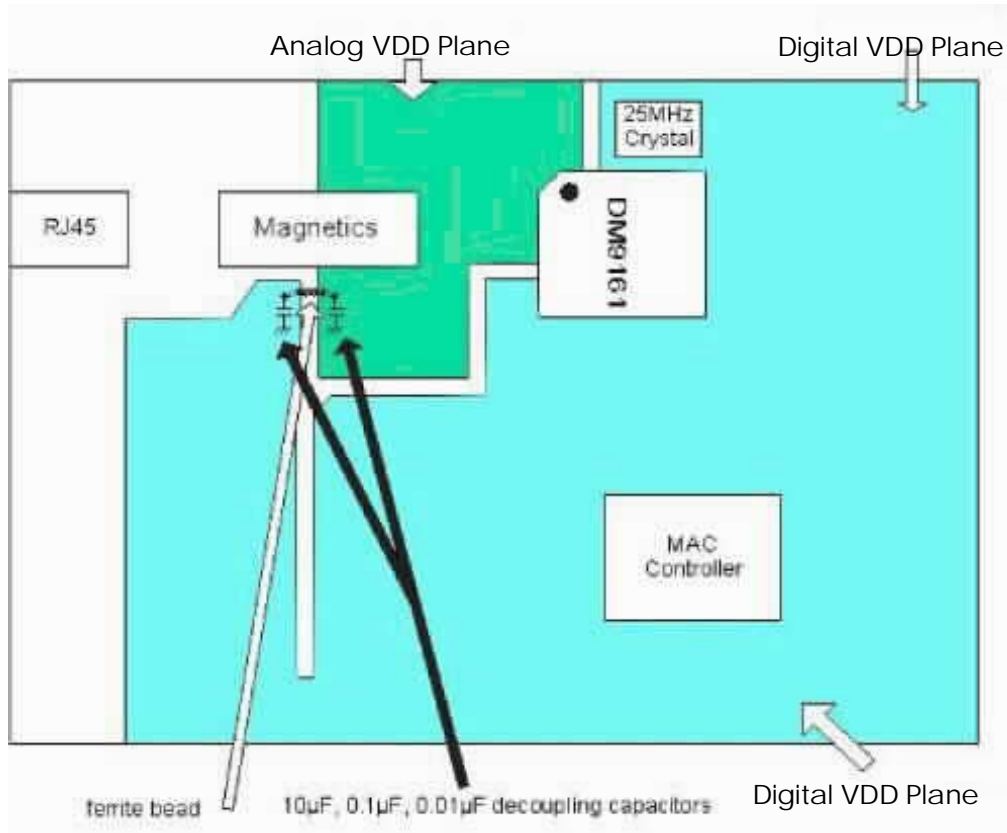 Analog VDD Plane
Digital VDD Plane
25MHz
Crystal
RJ45
Magnetics
DM9161
MAC
Controller
ferrite bead
10µF, 0.1µF, 0.01µF decoupling capacitors
Digital VDD Plane